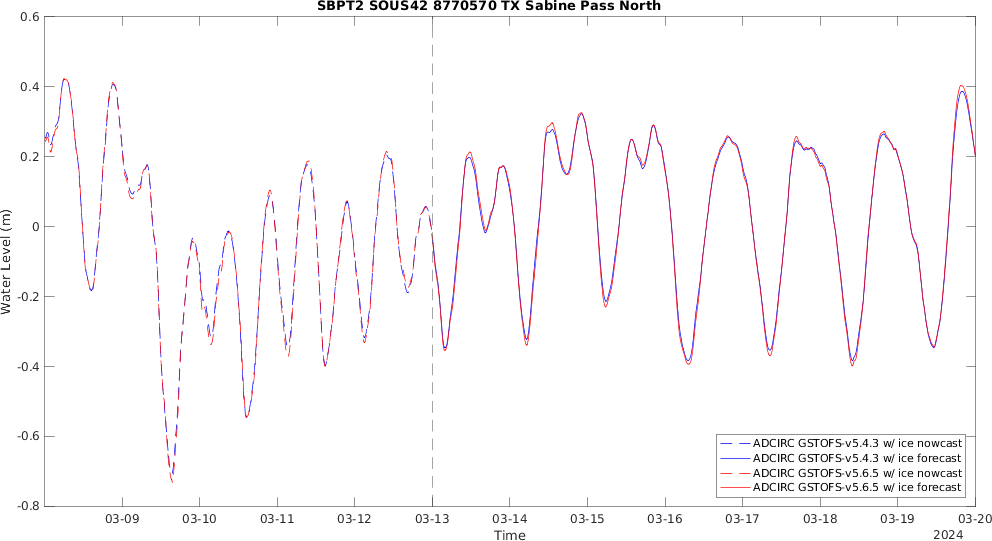 SBPT2 SOUS42 8770570 TX Sabine Pass North
Water Level (m)
0.6
0.4
0.2
0
-0.2
-0.4
-0.6
-0.8
ADCIRC GSTOFS-v5.4.3 w/ ice nowcast
ADCIRC GSTOFS-v5.4.3 w/ ice forecast
ADCIRC GSTOFS-v5.6.5 w/ ice nowcast
ADCIRC GSTOFS-v5.6.5 w/ ice forecast
03-09 03-10 03-11 03-12 03-13 03-14 03-15 03-16 03-17 03-18 03-19 03-20
Time
2024